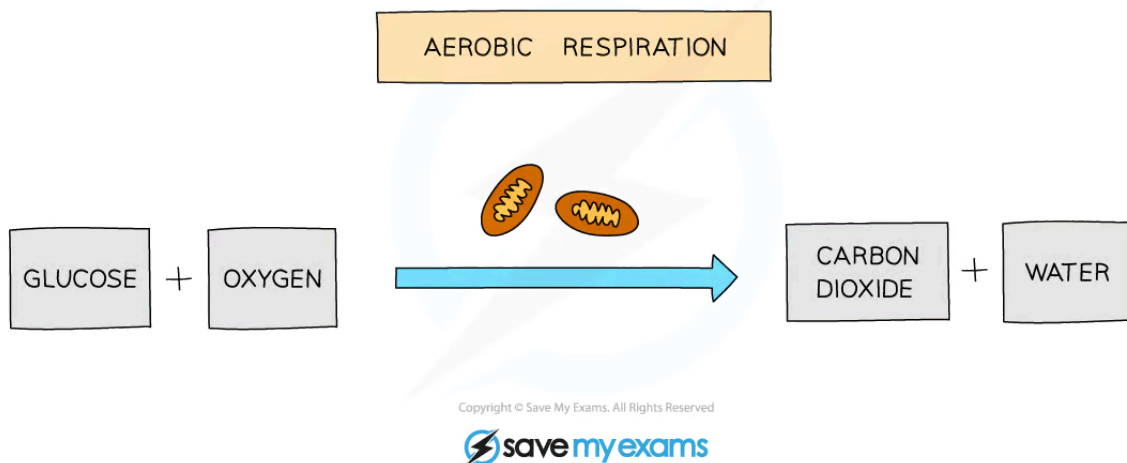 AEROBIC RESPIRATION
GLUCOSE + OXYGEN
CARBON
DIOXIDE + WATER
Copyright © Save My Exams. All Rights Reserved
save my exams